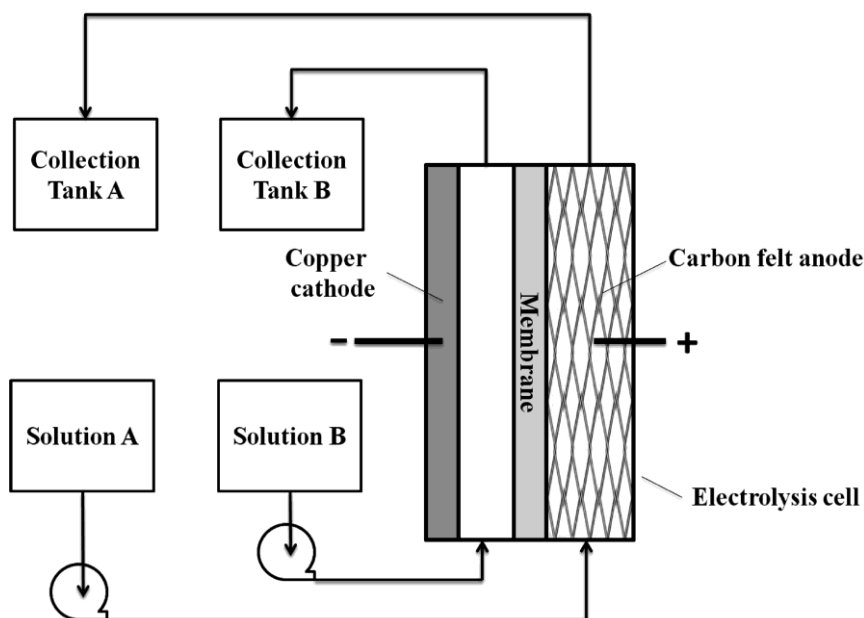 Collection
Tank A
Collection
Tank B
Copper
cathode
Carbon felt anode
Membrane
-
+
Solution A
Solution B
Electrolysis cell